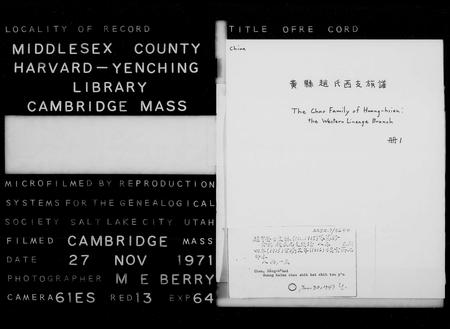 LOCALITY OF RECORD
MIDDLESEX COUNTY
HARVARD—YENCHING
LIBRARY
CAMBRIDGE MASS
MICROFILMED BY REPRODUCTION
SYSTEMS FOR THE GENEALOGICAL
SOCIETY SALT LAKE CITY UTAH
FILMED CAMBRIDGE MASS
DATE 27 NOV 1971
PHOTOGRAPHER M E BERRY
CAMERA 61ES RED 13 EXP 64
TITLE OF RECORD
China
黃縣趙氏西支族譜
The Chao Family of Huang-hsien:
the Western Lineage Branch
冊 1